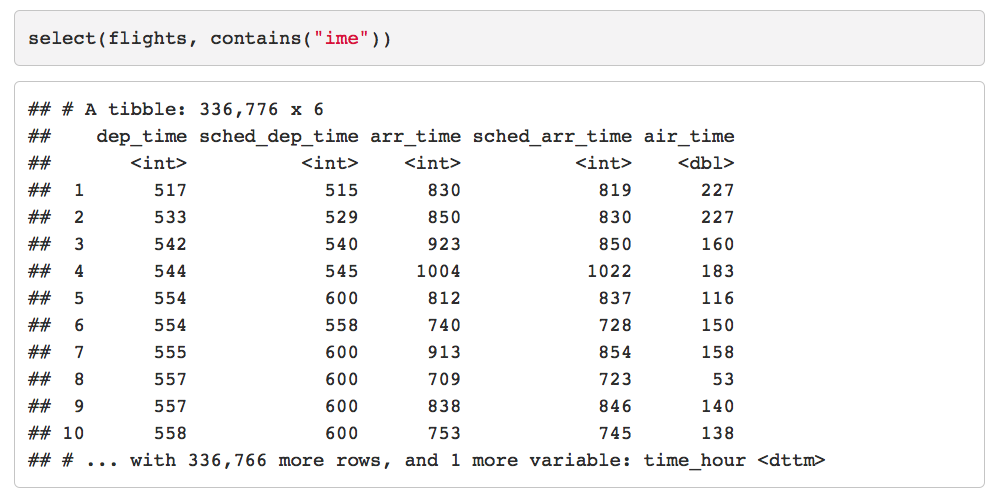 select(flights, contains("ime"))
## # A tibble: 336,776 x 6
##    dep_time sched_dep_time arr_time sched_arr_time air_time
##       <int>          <int>    <int>          <int>    <dbl>
##  1      517            515      830            819      227
##  2      533            529      850            830      227
##  3      542            540      923            850      160
##  4      544            545     1004           1022      183
##  5      554            600      812            837      116
##  6      554            558      740            728      150
##  7      555            600      913            854      158
##  8      557            600      709            723       53
##  9      557            600      838            846      140
## 10      558            600      753            745      138
## # ... with 336,766 more rows, and 1 more variable: time_hour <dttm>